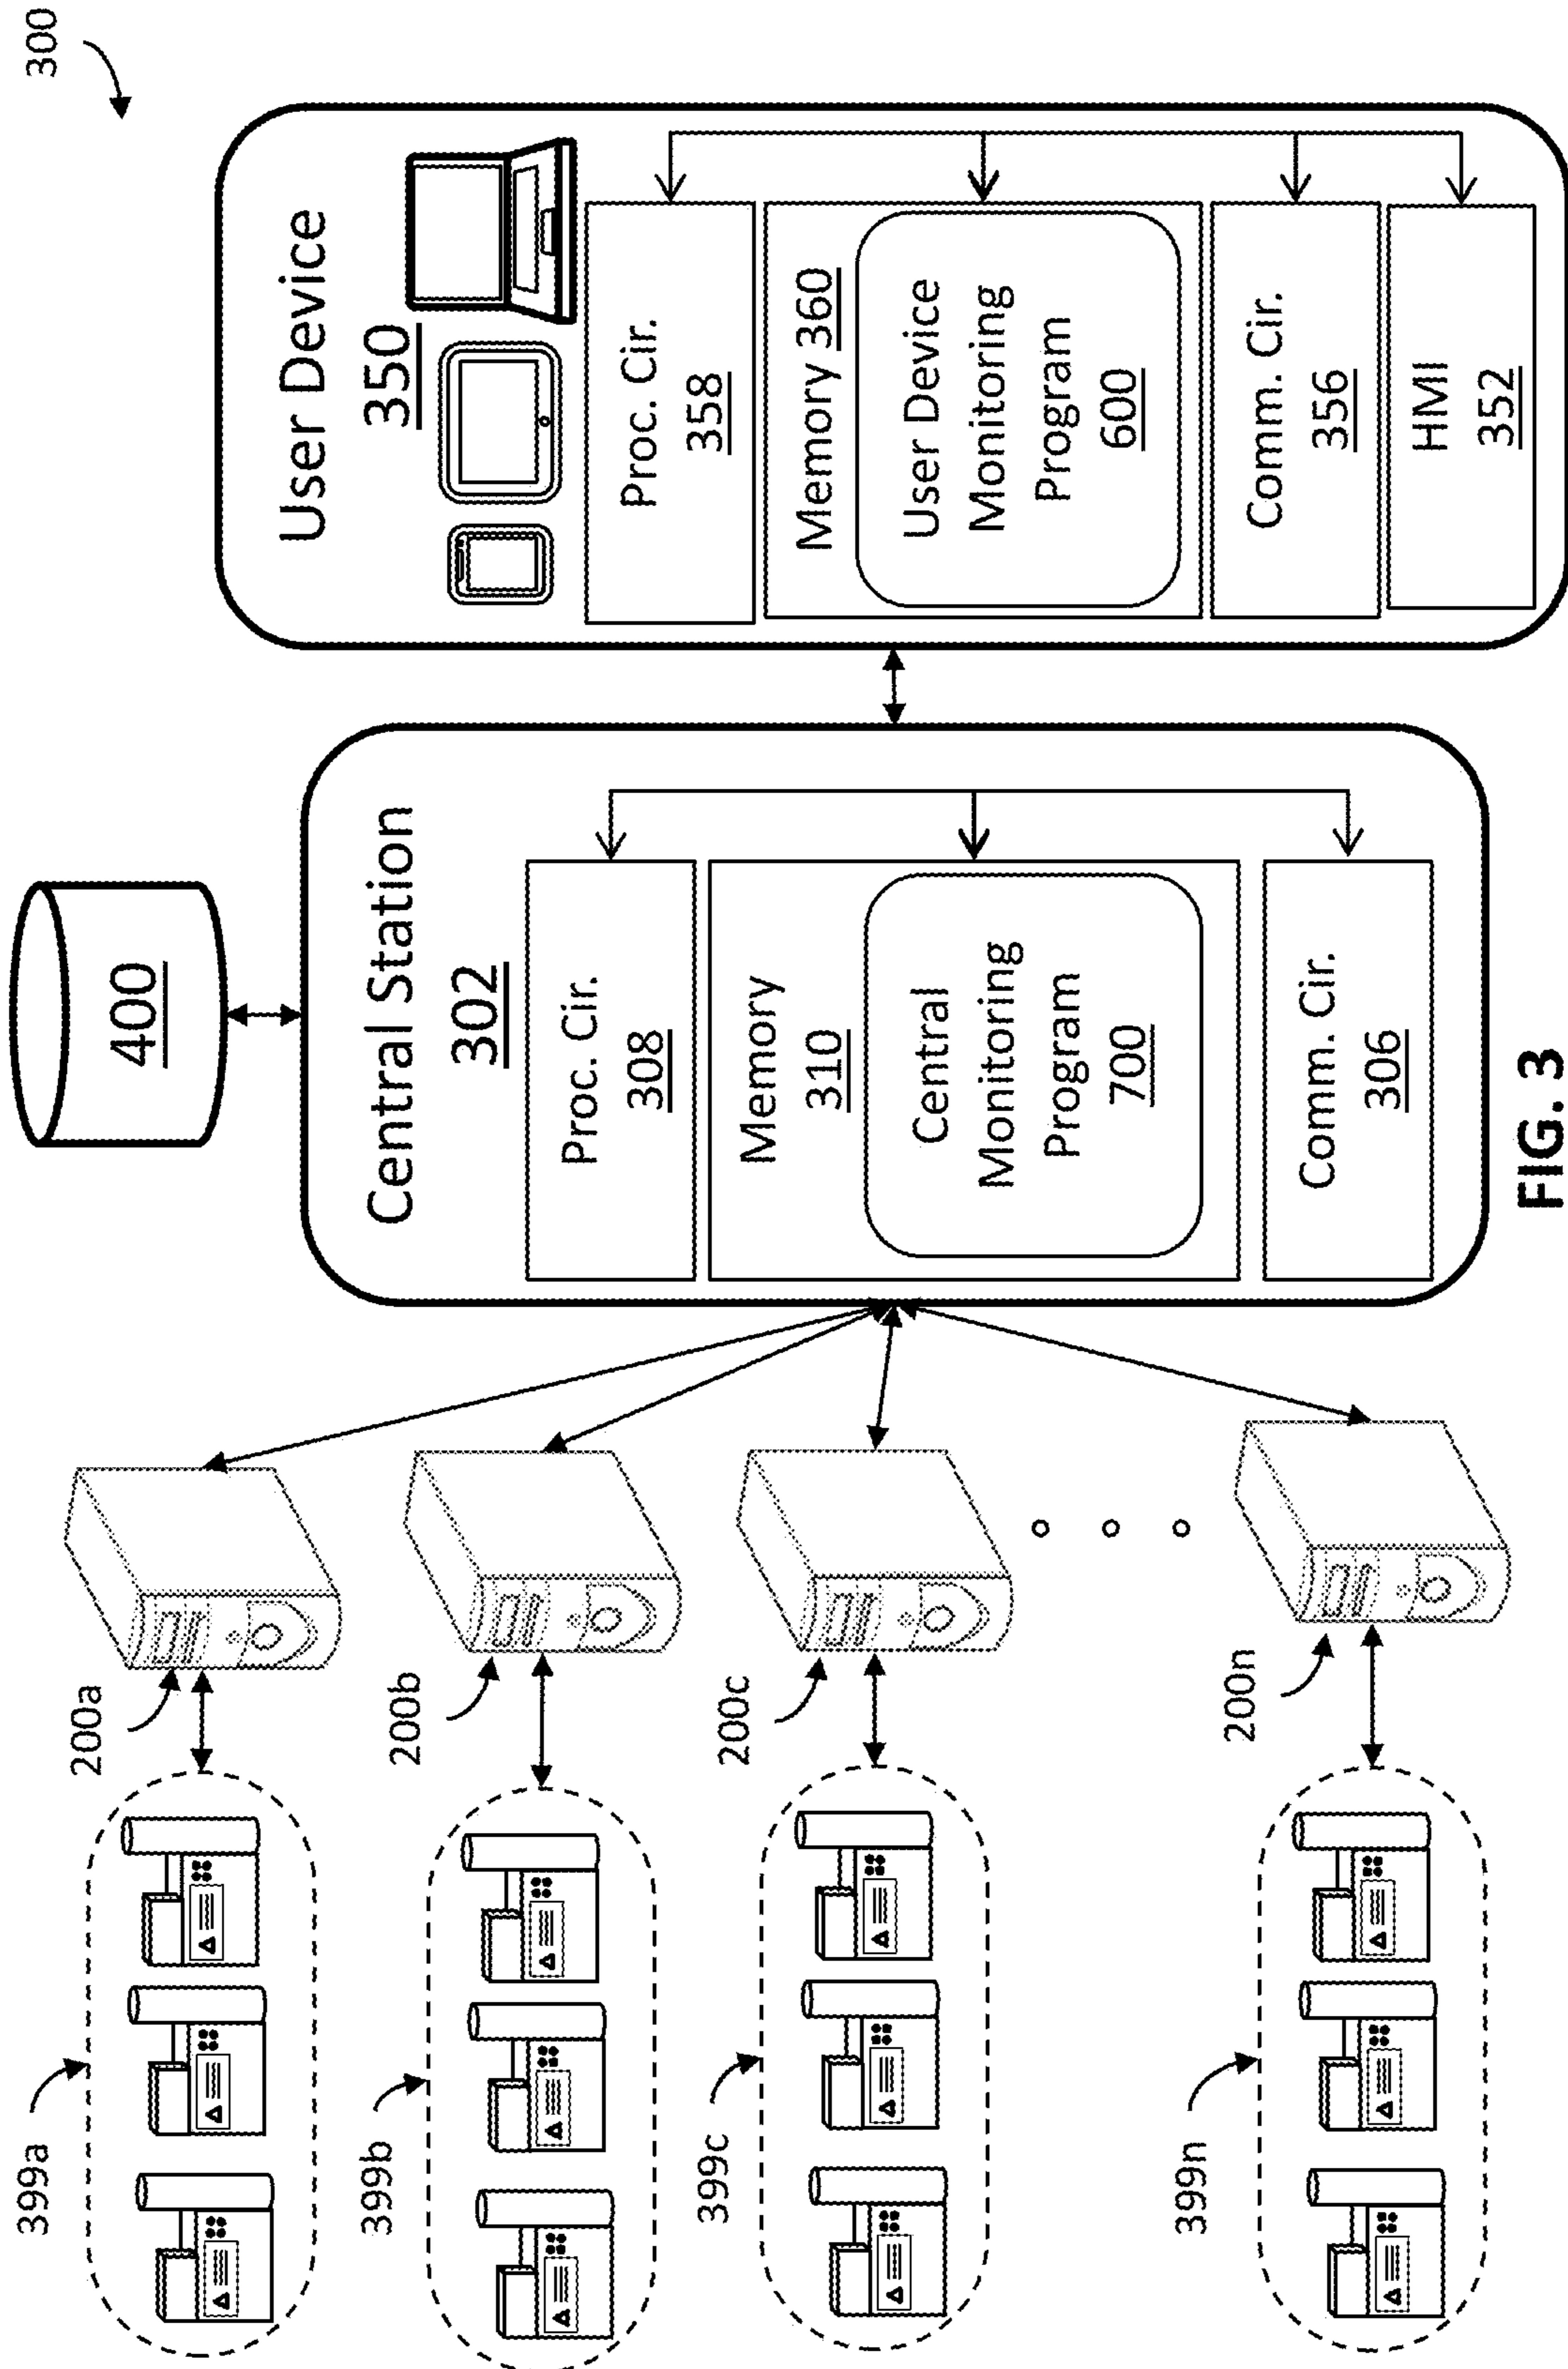 300
400
Central Station
302
Proc. Cir.
308
Memory
310
Central
Monitoring
Program
700
Comm. Cir.
306
User Device
350
Proc. Cir.
358
Memory 360
User Device
Monitoring
Program
600
Comm. Cir.
356
HMI
352
399a
200a
399b
200b
399c
200c
399n
200n
FIG. 3